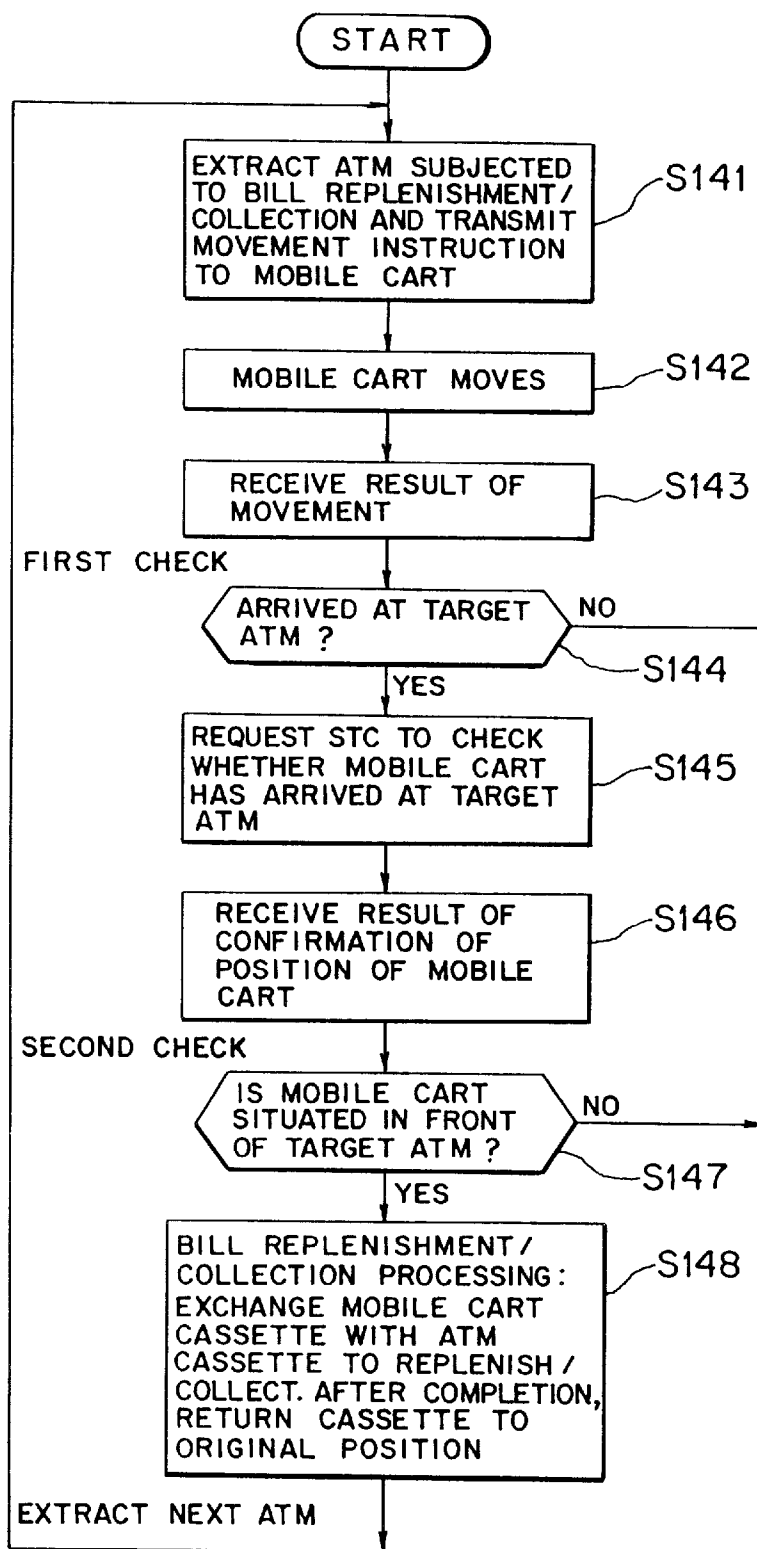 START
EXTRACT ATM SUBJECTED
TO BILL REPLENISHMENT/
COLLECTION AND TRANSMIT
MOVEMENT INSTRUCTION
TO MOBILE CART
S141
MOBILE CART MOVES
S142
RECEIVE RESULT OF
MOVEMENT
S143
FIRST CHECK
ARRIVED AT TARGET
ATM ?
NO
S144
YES
REQUEST STC TO CHECK
WHETHER MOBILE CART
HAS ARRIVED AT TARGET
ATM
S145
RECEIVE RESULT OF
CONFIRMATION OF
POSITION OF MOBILE
CART
S146
SECOND CHECK
IS MOBILE CART
SITUATED IN FRONT
OF TARGET ATM ?
NO
S147
YES
BILL REPLENISHMENT/
COLLECTION PROCESSING:
EXCHANGE MOBILE CART
CASSETTE WITH ATM
CASSETTE TO REPLENISH/
COLLECT. AFTER COMPLETION,
RETURN CASSETTE TO
ORIGINAL POSITION
S148
EXTRACT NEXT ATM